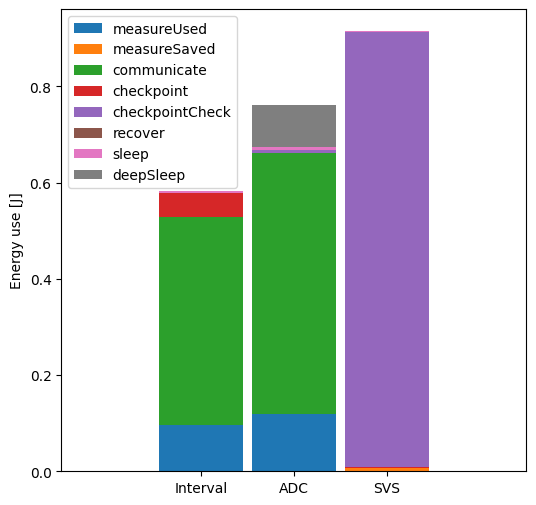 measureUsed
measureSaved
communicate
checkpoint
checkpointCheck
recover
sleep
deepSleep
Energy use [J]
0.8
0.6
0.4
0.2
0.0
Interval ADC SVS